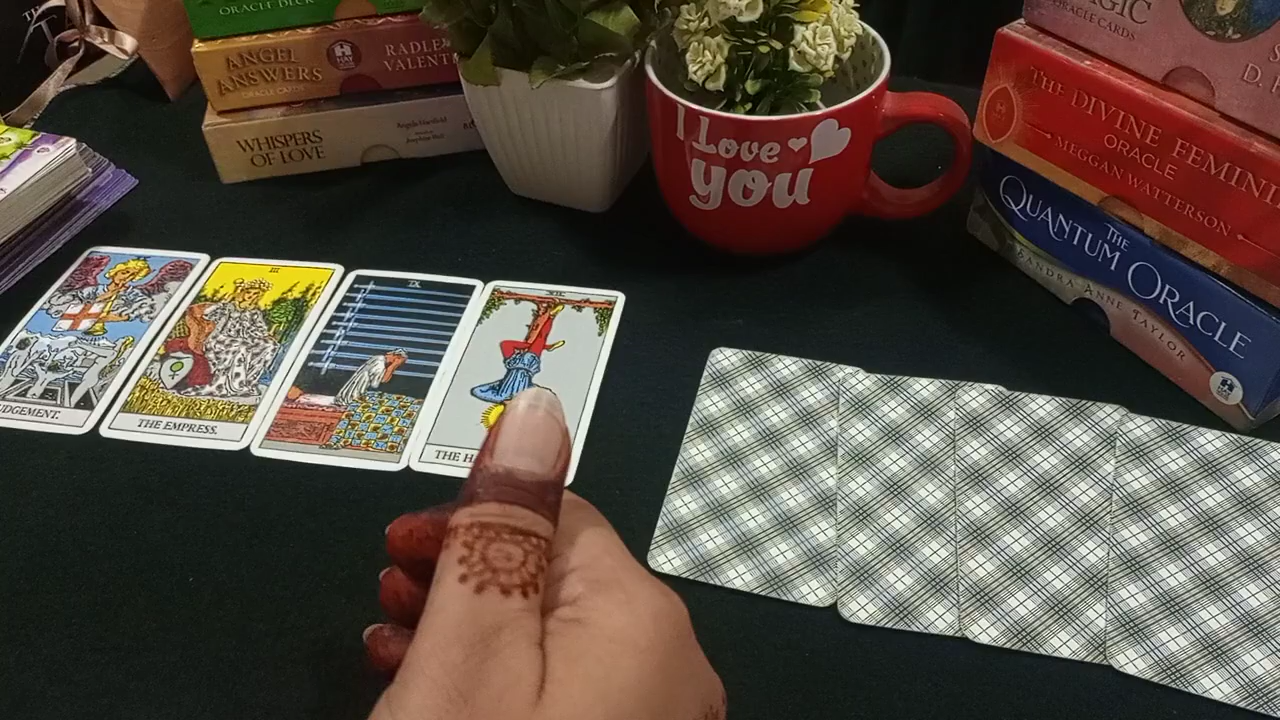 ORACLE DECK
ANGEL
ANSWERS
ORACLE CARDS
RADLE
VALENT
WHISPERS
OF LOVE
I Love
you
ORACLE CARDS
THE DIVINE FEMINI
ORACLE
MEGGAN WATTERSON
THE
QUANTUM ORACLE
SANDRA ANNE TAYLOR
HAY
UDGEMENT.
III
THE EMPRESS.
IX
THE H